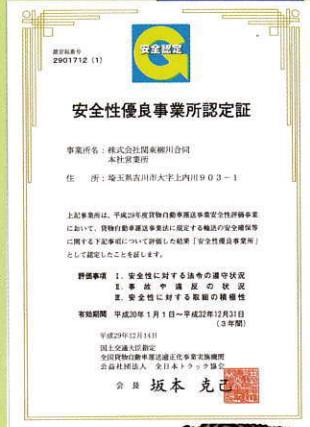 認定証番号
2901712 (1)
安全認定
安全性優良事業所認定証
事業所名：株式会社関東柳川合同
本社営業所
住　所：埼玉県吉川市大字上内川９０３－１
上記事業所は、平成29年度貨物自動車運送事業安全性評価事業
において、貨物自動車運送事業法に規定する輸送の安全確保等
に関する下記事項について評価した結果「安全性優良事業所」
として認定したことを証します。
評価事項　Ⅰ. 安全性に対する法令の遵守状況
Ⅱ. 事故や違反の状況
Ⅲ. 安全性に対する取組の積極性
有効期間　平成30年１月１日～平成32年12月31日
（３年間）
平成29年12月14日
国土交通大臣指定
全国貨物自動車運送適正化事業実施機関
公益社団法人　全日本トラック協会
会長　坂本　克己